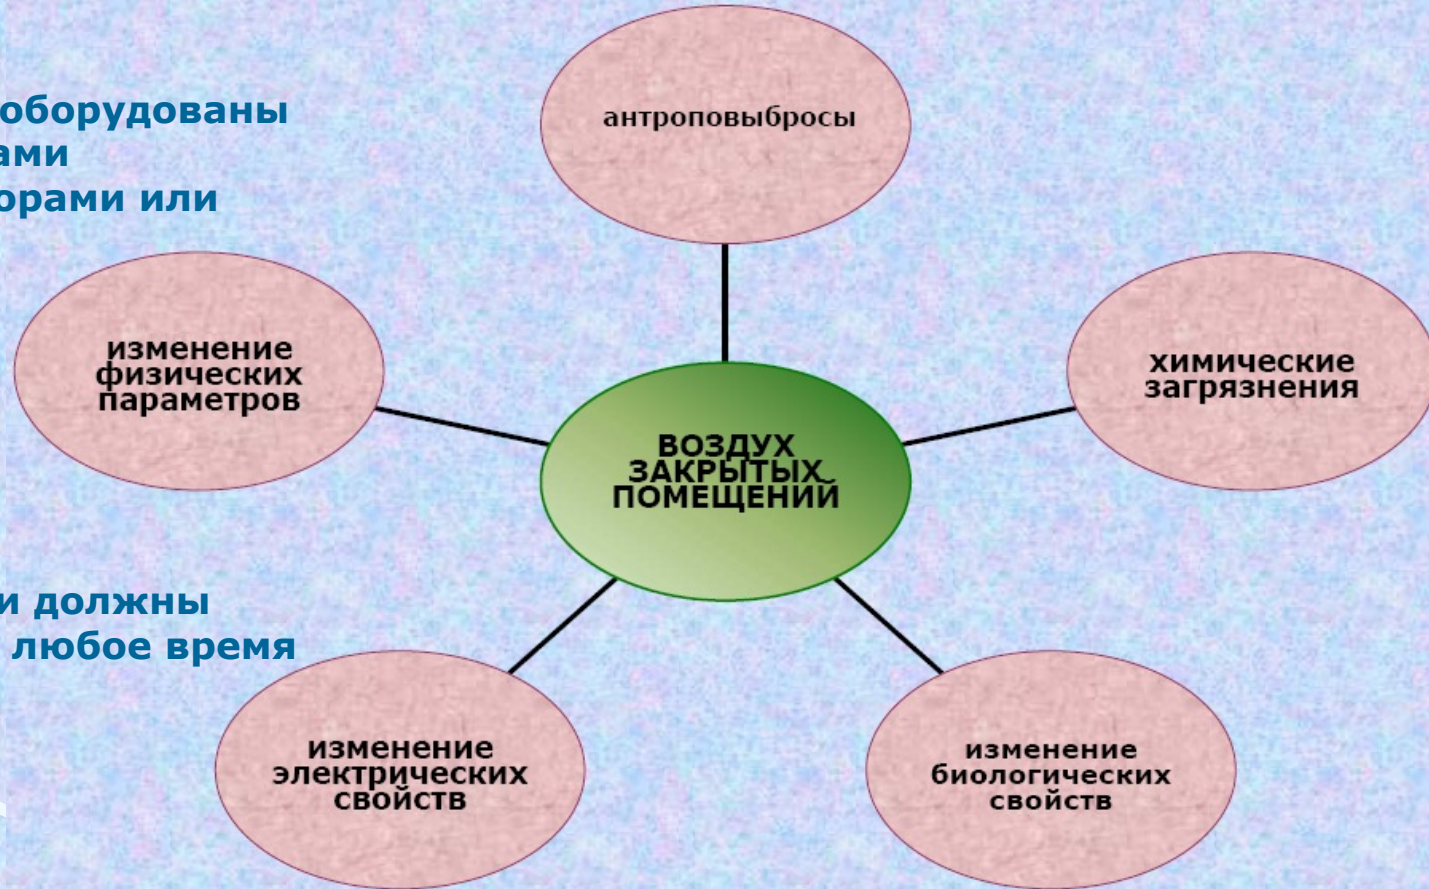 оборудованы
ами
орами или
антроповыбросы
изменение
физических
параметров
химические
загрязнения
ВОЗДУХ
ЗАКРЫТЫХ
ПОМЕЩЕНИЙ
и должны
любое время
изменение
электрических
свойств
изменение
биологических
свойств